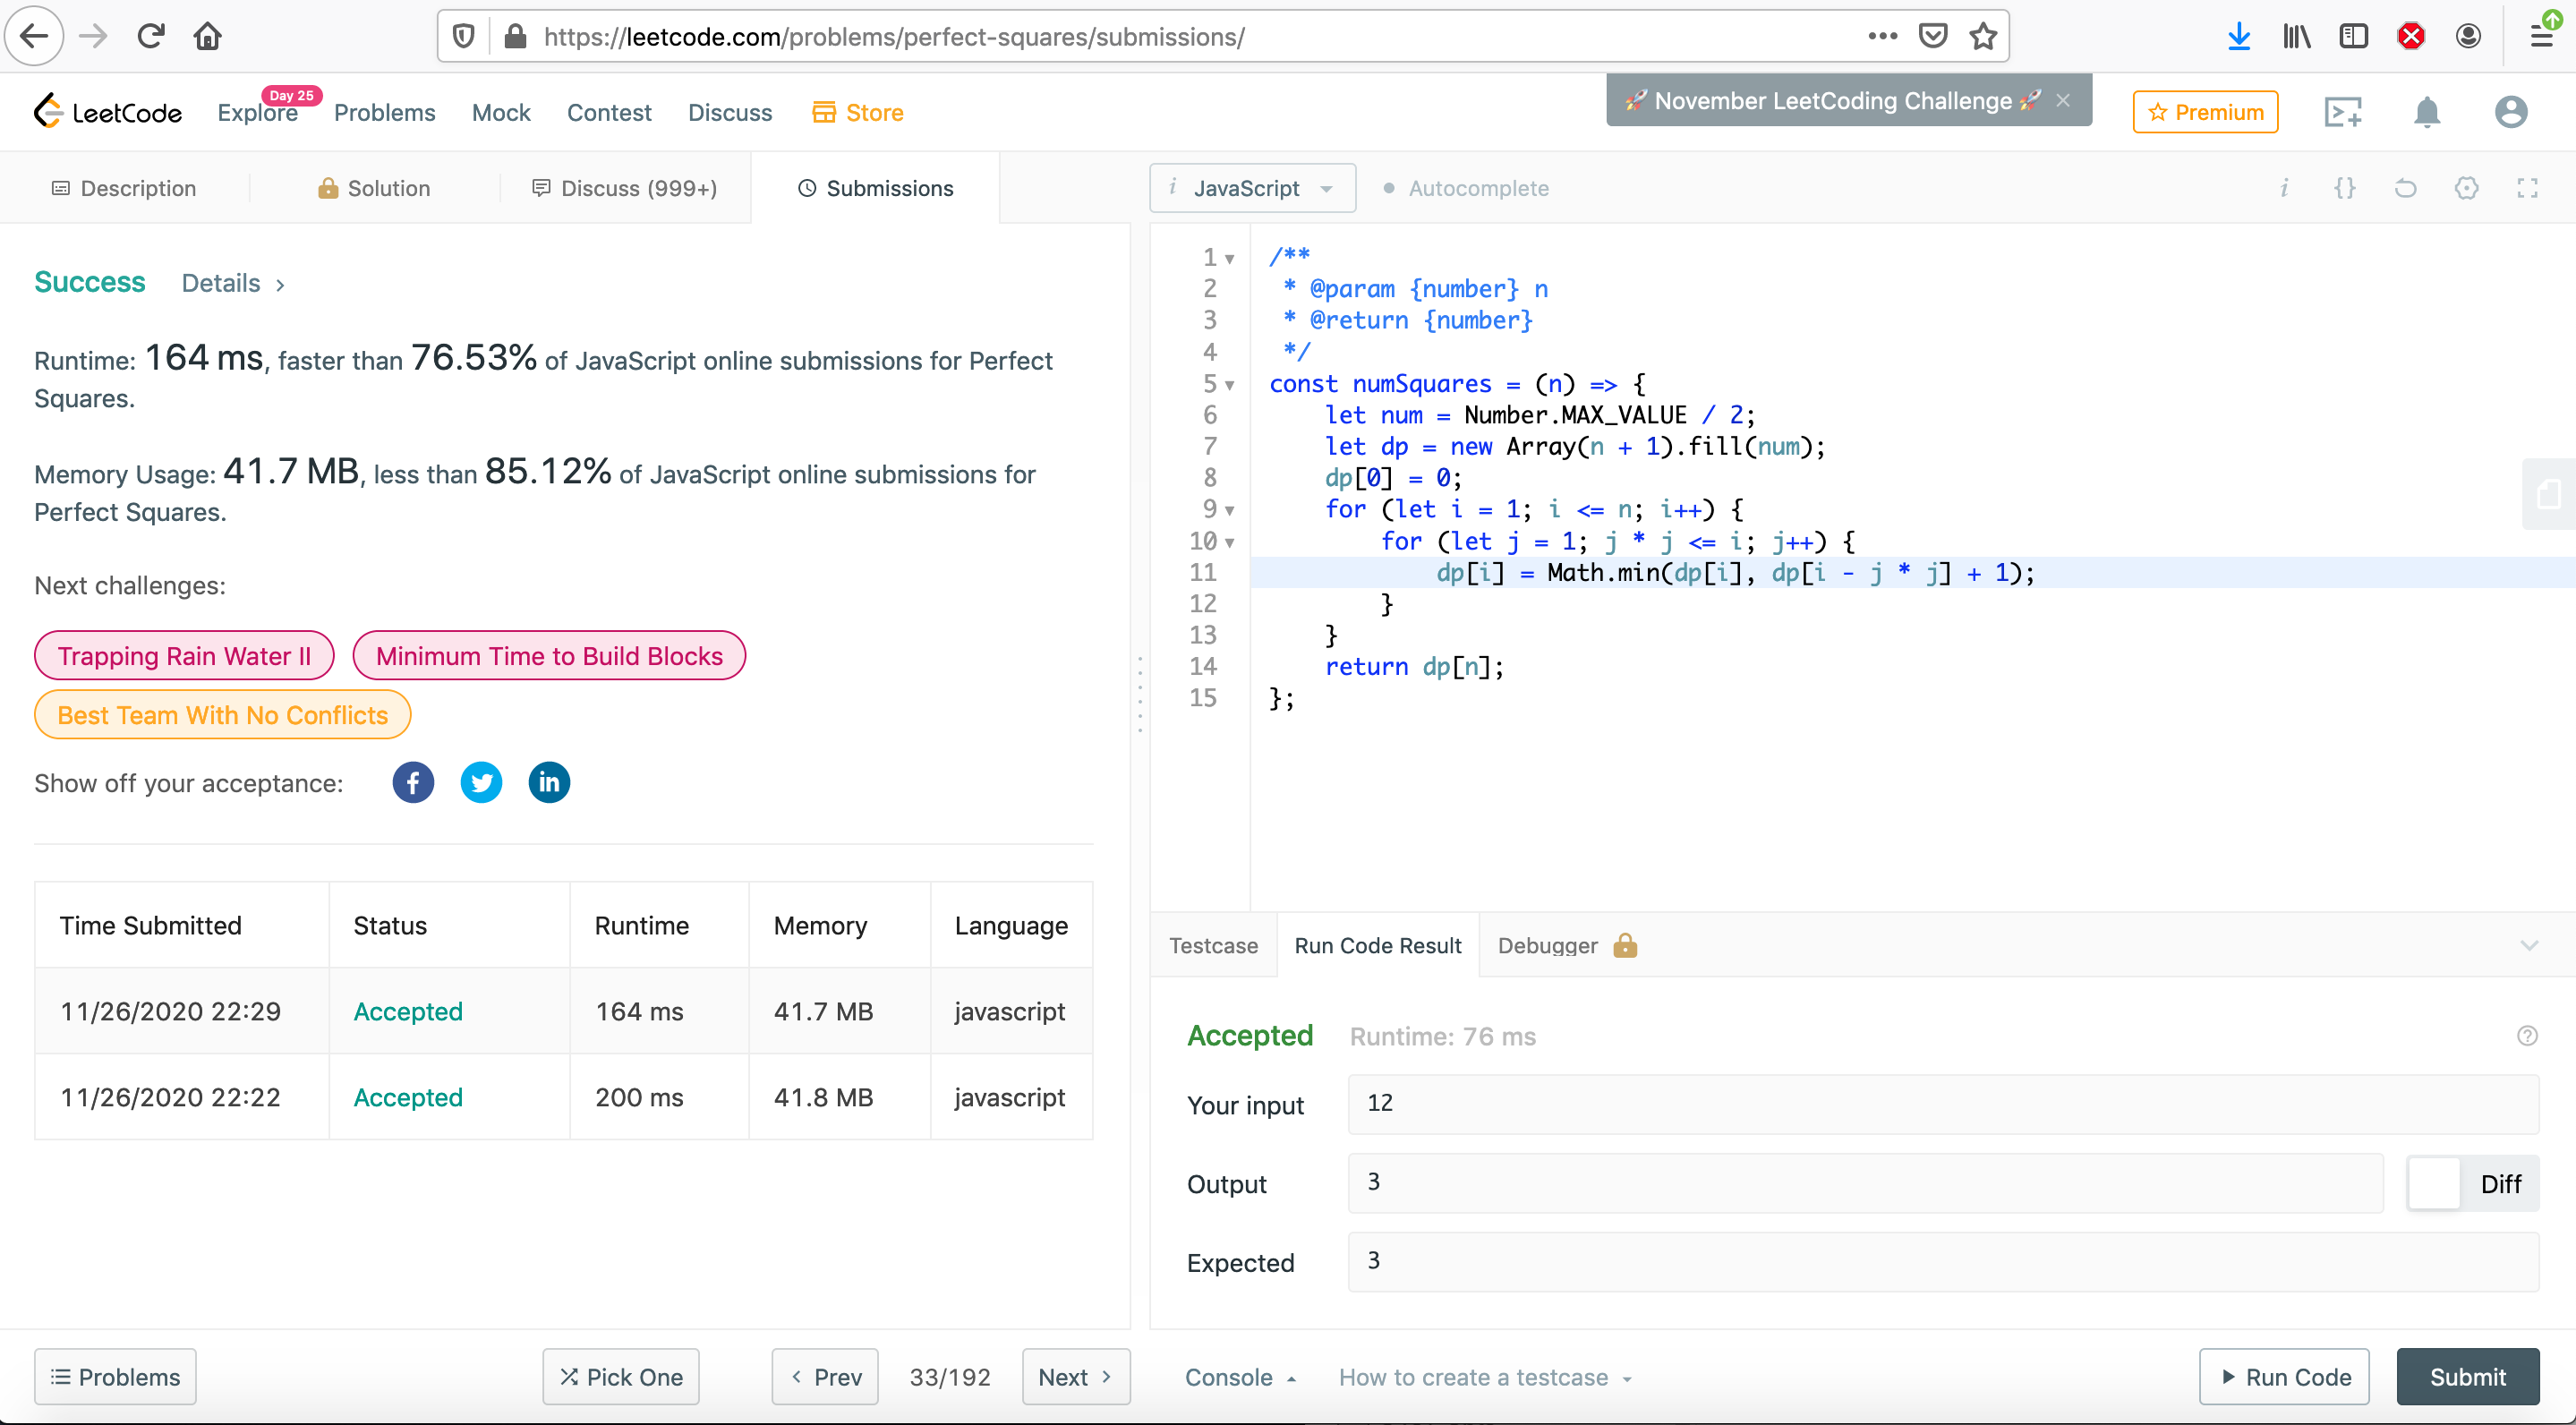 https://leetcode.com/problems/perfect-squares/submissions/
LeetCode
Explore
Day 25
Problems
Mock
Contest
Discuss
Store
🚀 November LeetCoding Challenge 🚀
Premium
Description
Solution
Discuss (999+)
Submissions
i JavaScript
Autocomplete
i {}
Success Details >
Runtime: 164 ms, faster than 76.53% of JavaScript online submissions for Perfect
Squares.
Memory Usage: 41.7 MB, less than 85.12% of JavaScript online submissions for
Perfect Squares.
Next challenges:
Trapping Rain Water II
Minimum Time to Build Blocks
Best Team With No Conflicts
Show off your acceptance:
f
in
Time Submitted Status Runtime Memory Language
11/26/2020 22:29 Accepted 164 ms 41.7 MB javascript
11/26/2020 22:22 Accepted 200 ms 41.8 MB javascript
1 /**
2 * @param {number} n
3 * @return {number}
4 */
5 const numSquares = (n) => {
6 let num = Number.MAX_VALUE / 2;
7 let dp = new Array(n + 1).fill(num);
8 dp[0] = 0;
9 for (let i = 1; i <= n; i++) {
10 for (let j = 1; j * j <= i; j++) {
11 dp[i] = Math.min(dp[i], dp[i - j * j] + 1);
12 }
13 }
14 return dp[n];
15 };
Testcase
Run Code Result
Debugger
Accepted Runtime: 76 ms
Your input 12
Output 3
Diff
Expected 3
Problems
Pick One
< Prev
33/192
Next >
Console
How to create a testcase
Run Code
Submit